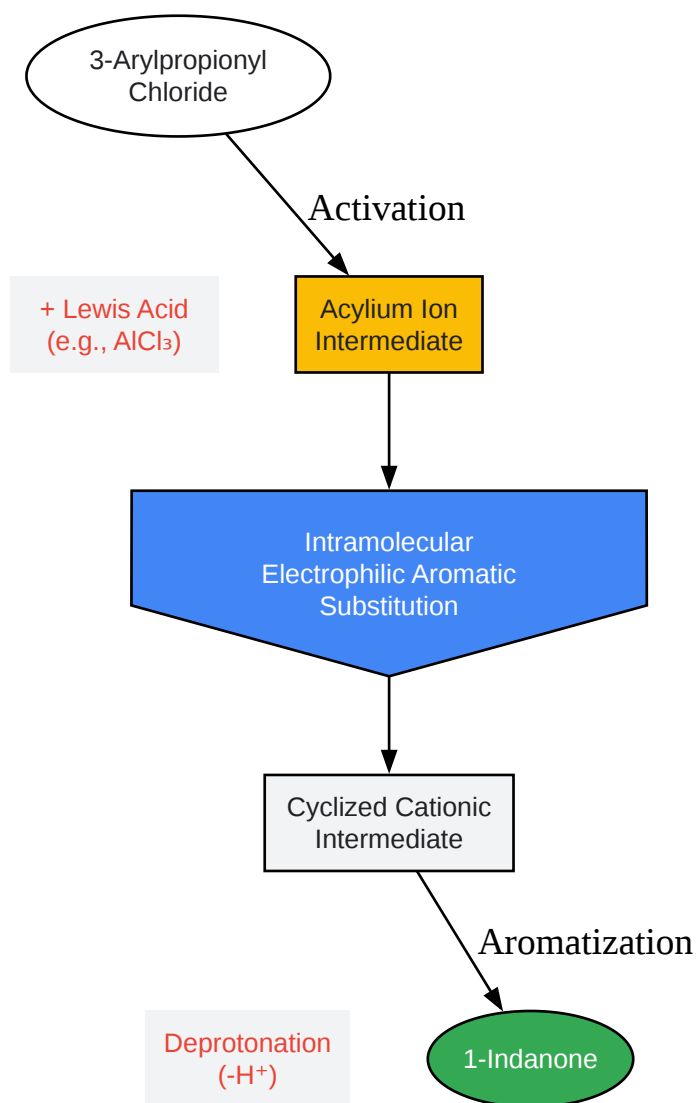 3-Arylpropionyl
Chloride
Activation
+ Lewis Acid
(e.g., AlCl₃)
Acylium Ion
Intermediate
Intramolecular
Electrophilic Aromatic
Substitution
Cyclized Cationic
Intermediate
Aromatization
Deprotonation
(-H⁺)
1-Indanone